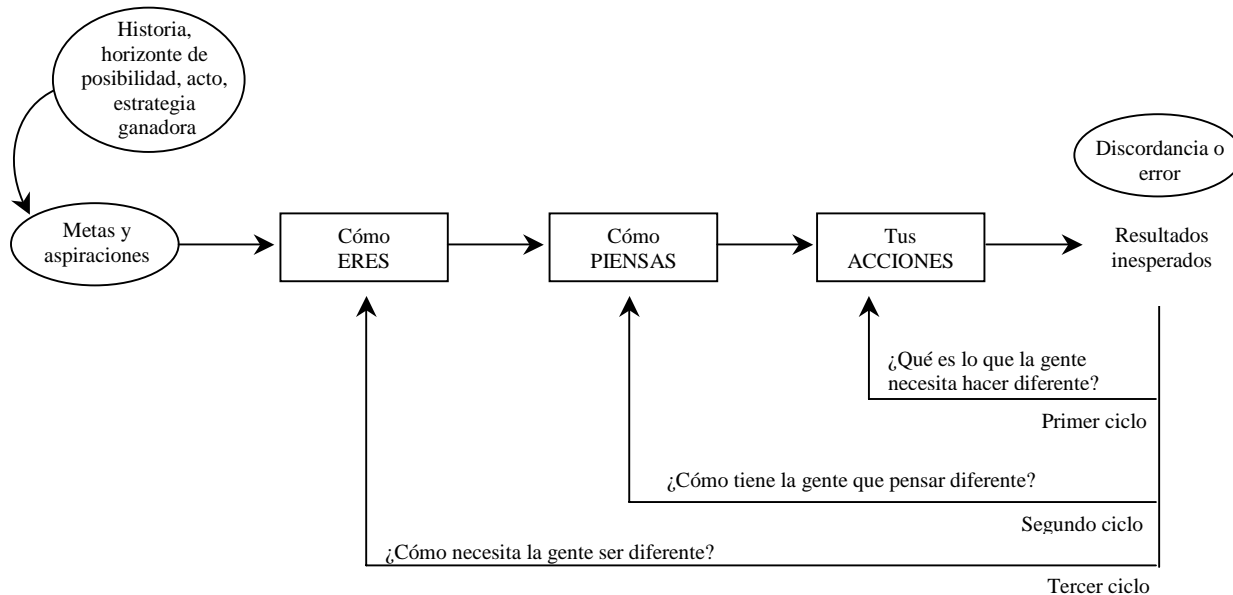 Historia,
horizonte de
posibilidad, acto,
estrategia
ganadora
Discordancia o
error
Metas y
aspiraciones
Cómo
ERES
Cómo
PIENSAS
Tus
ACCIONES
Resultados
inesperados
¿Qué es lo que la gente
necesita hacer diferente?
Primer ciclo
¿Cómo tiene la gente que pensar diferente?
Segundo ciclo
¿Cómo necesita la gente ser diferente?
Tercer ciclo